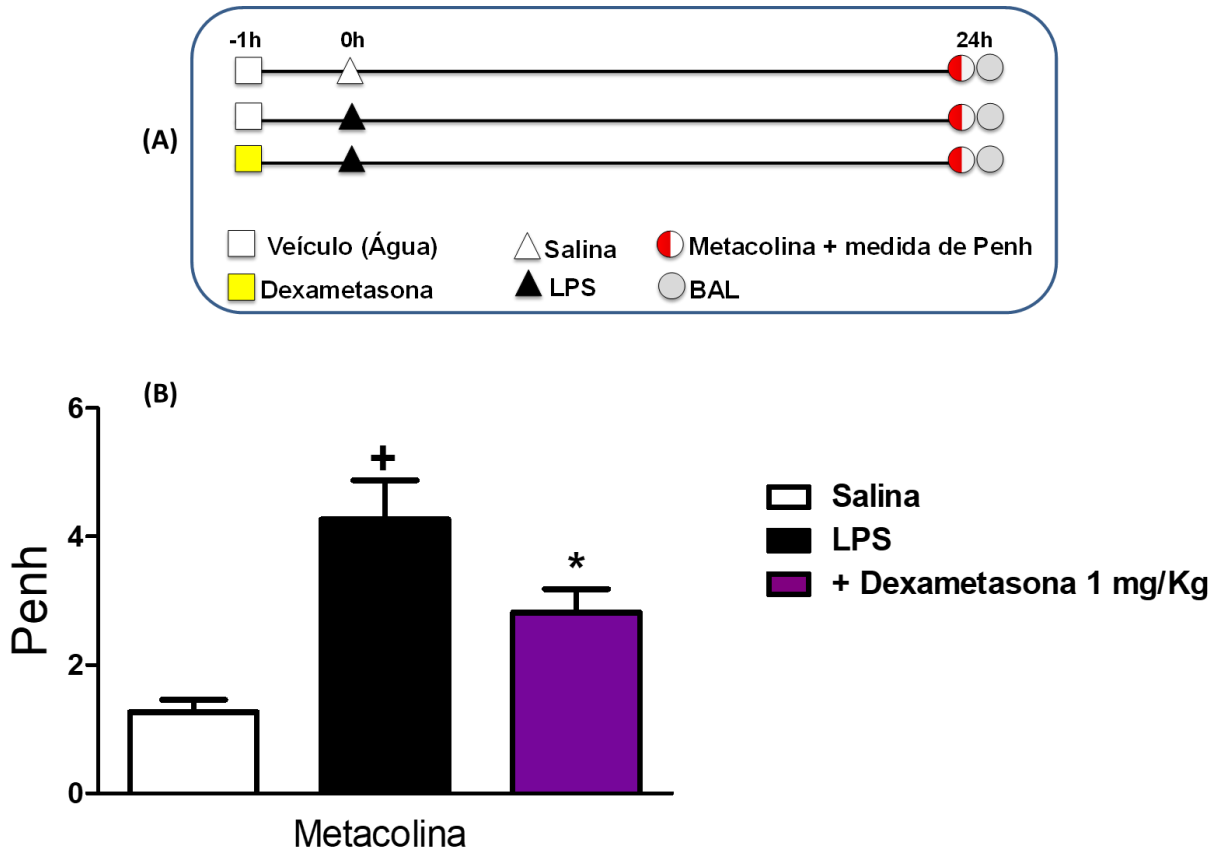 -1h 0h 24h
(A)
Veículo (Água) Salina Metacolina + medida de Penh
Dexametasona LPS BAL
(B)
6
4
2
0
Penh
+
*
Metacolina
Salina
LPS
+ Dexametasona 1 mg/Kg